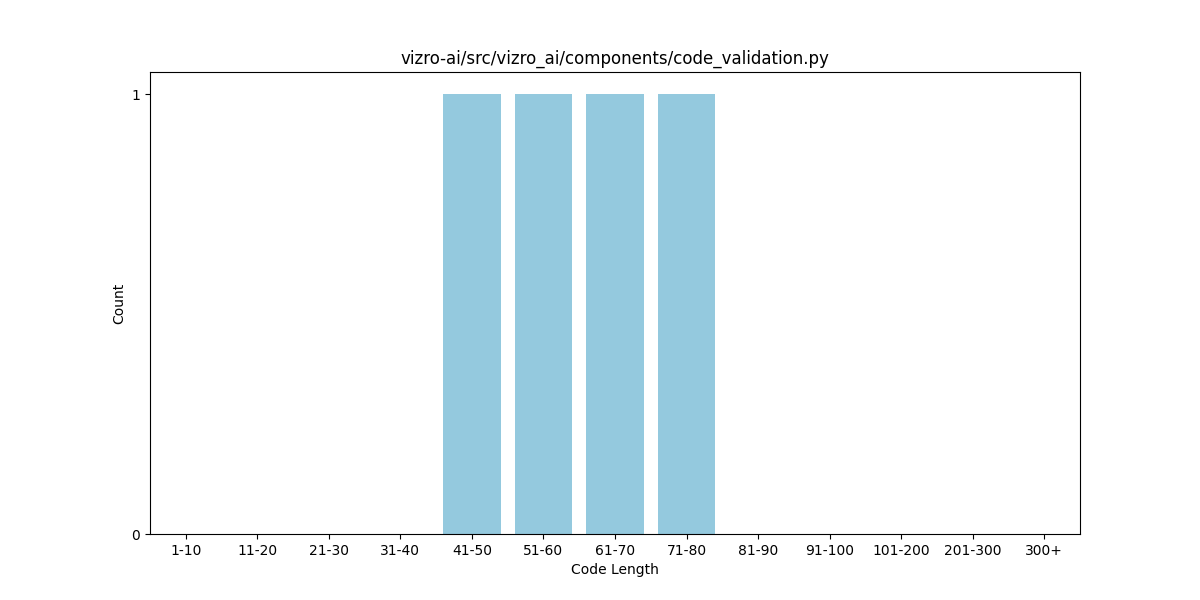 vizro-ai/src/vizro_ai/components/code_validation.py
1
Count
0
1-10 11-20 21-30 31-40 41-50 51-60 61-70 71-80 81-90 91-100 101-200 201-300 300+
Code Length